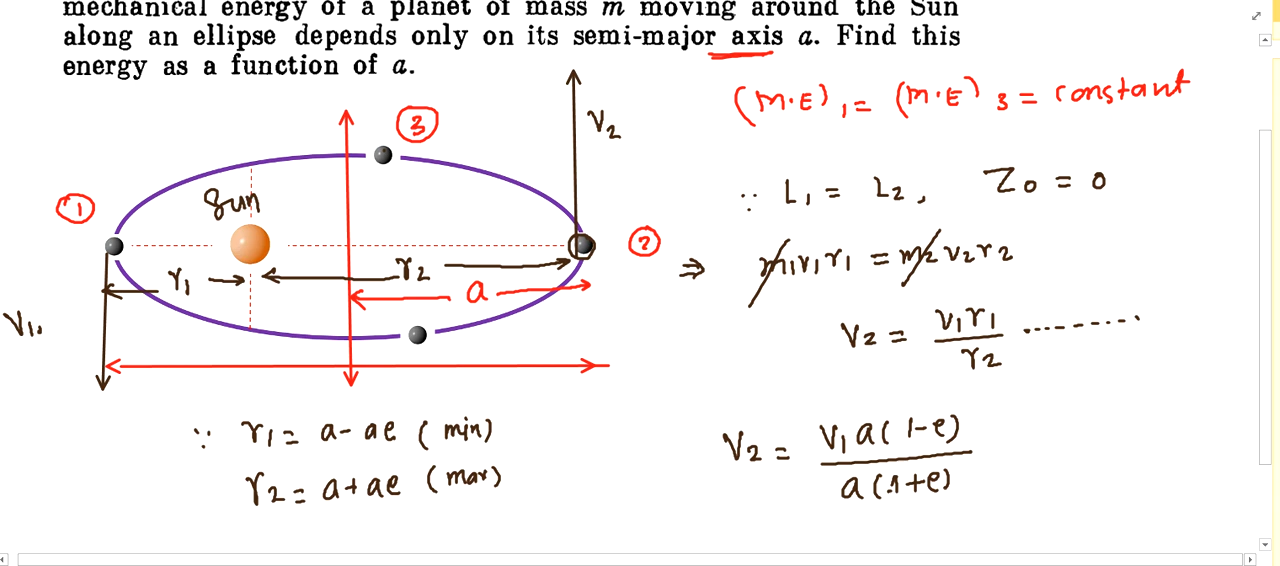 mechanical energy of a planet of mass m moving around the Sun
along an ellipse depends only on its semi-major axis a. Find this
energy as a function of a.
(M.E)₁ = (M.E)₃ = constant
③
V₂
Sun
①
∵ L₁ = L₂, Z₀ = 0
②
r₁
r₂
a
⇒ m₁v₁r₁ = m₂v₂r₂
V₁
V₂ = v₁r₁ / r₂ ..........
∵ r₁ = a - ae (min)
r₂ = a + ae (max)
V₂ = V₁ a(1-e) / a(1+e)